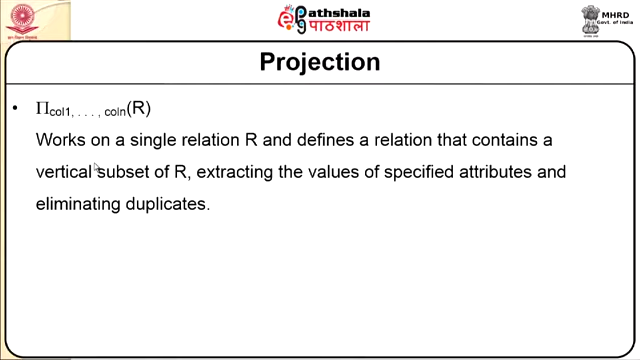 Pathshala
पाठशाला
MHRD
Govt. of India
Projection
• Πcol1, . . . , coln(R)
Works on a single relation R and defines a relation that contains a
vertical subset of R, extracting the values of specified attributes and
eliminating duplicates.